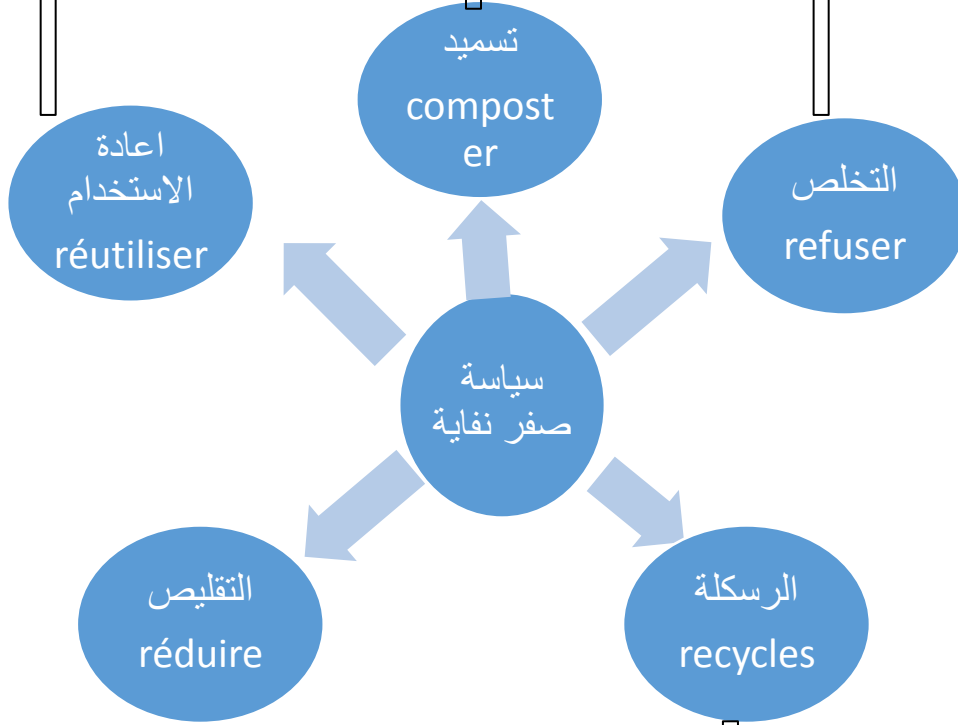 تسميد
compost
er
اعادة
الاستخدام
réutiliser
التخلص
refuser
سياسة
صفر نفاية
التقليص
réduire
الرسكلة
recycles